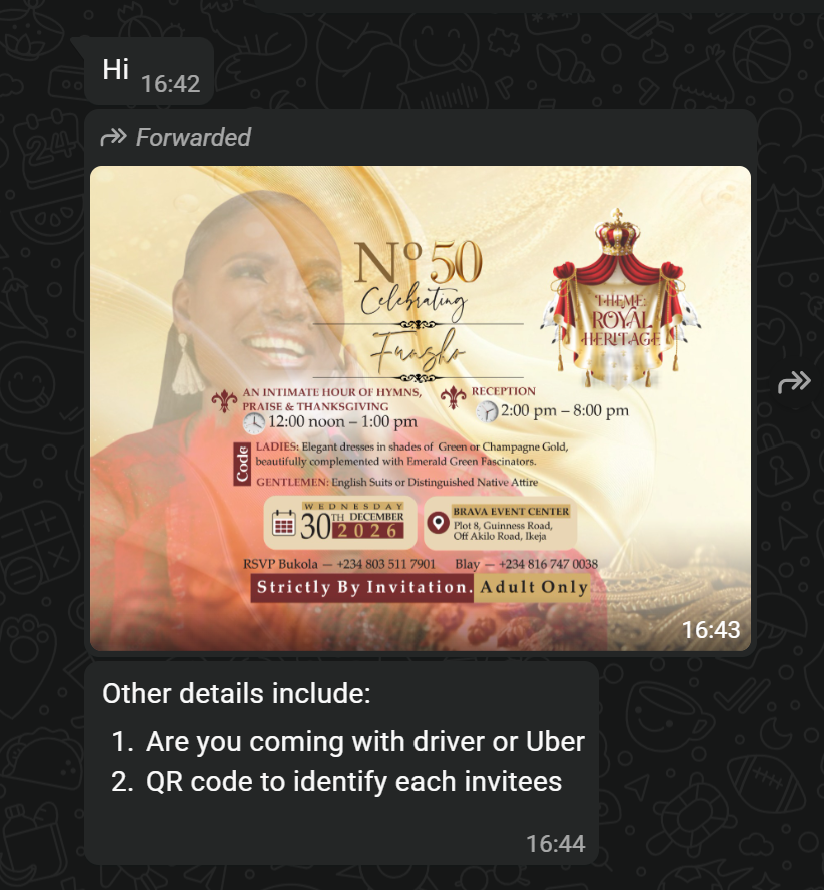 Hi 16:42
Forwarded
Nº 50
Celebrating
Funsho
THEME:
ROYAL
HERITAGE
AN INTIMATE HOUR OF HYMNS,
PRAISE & THANKSGIVING
12:00 noon – 1:00 pm
RECEPTION
2:00 pm – 8:00 pm
Code
LADIES: Elegant dresses in shades of Green or Champagne Gold,
beautifully complemented with Emerald Green Fascinators.
GENTLEMEN: English Suits or Distinguished Native Attire
WEDNESDAY
30TH DECEMBER
2026
BRAVA EVENT CENTER
Plot 8, Guinness Road,
Off Akilo Road, Ikeja
RSVP Bukola — +234 803 511 7901 Blay — +234 816 747 0038
Strictly By Invitation. Adult Only
16:43
Other details include:
1. Are you coming with driver or Uber
2. QR code to identify each invitees
16:44